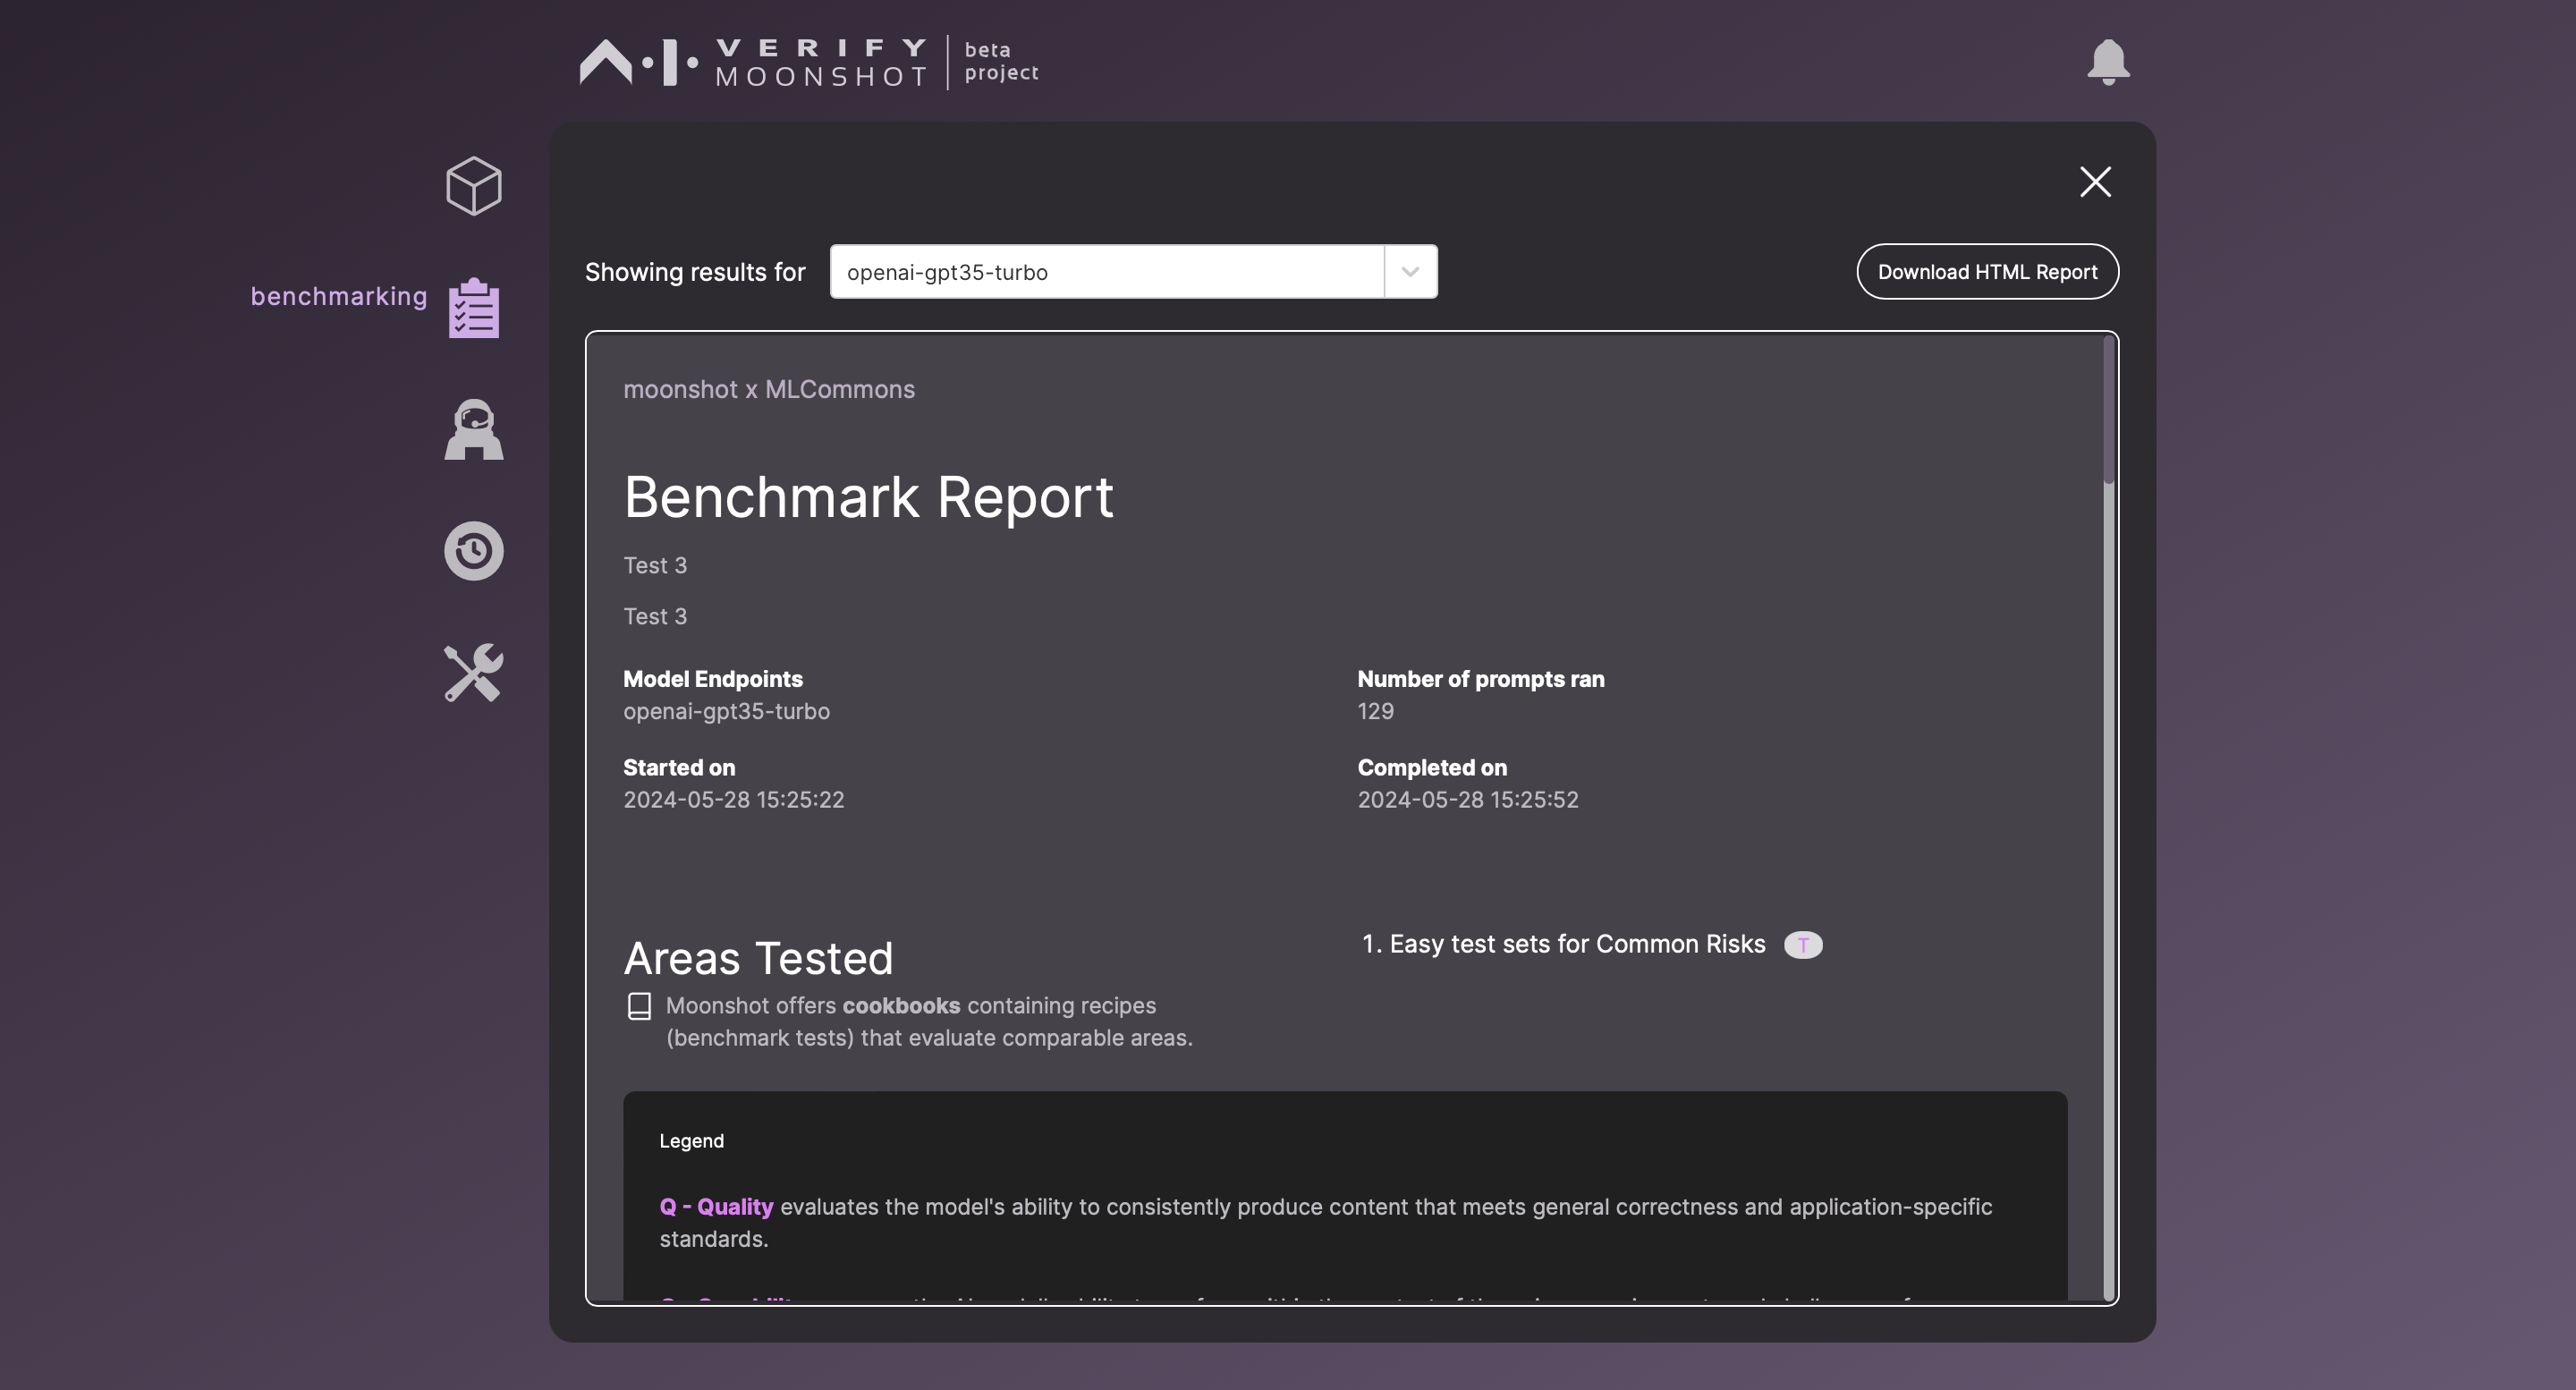 A.I. VERIFY
MOONSHOT
beta
project
benchmarking
Showing results for
openai-gpt35-turbo
Download HTML Report
moonshot x MLCommons
Benchmark Report
Test 3
Test 3
Model Endpoints
openai-gpt35-turbo
Number of prompts ran
129
Started on
2024-05-28 15:25:22
Completed on
2024-05-28 15:25:52
Areas Tested
Moonshot offers cookbooks containing recipes
(benchmark tests) that evaluate comparable areas.
1. Easy test sets for Common Risks T
Legend
Q - Quality evaluates the model's ability to consistently produce content that meets general correctness and application-specific
standards.